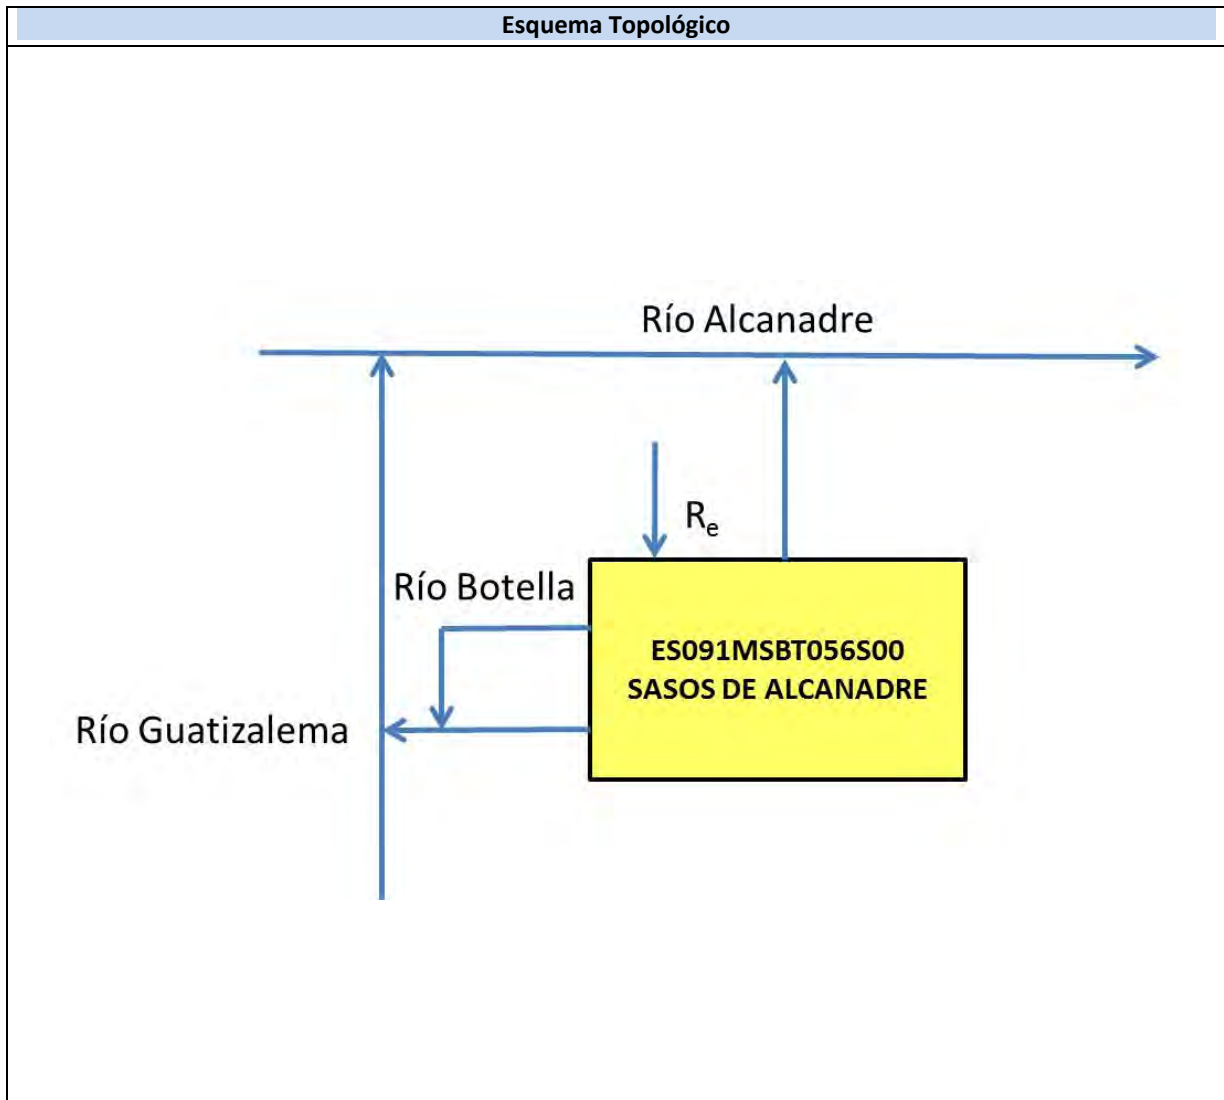 Esquema Topológico
Río Alcanadre
Re
Río Botella
ES091MSBT056S00
SASOS DE ALCANADRE
Río Guatizalema